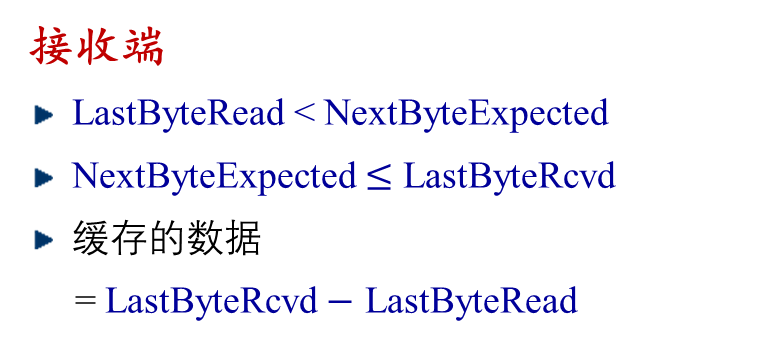 接收端
LastByteRead < NextByteExpected
NextByteExpected ≤ LastByteRcvd
缓存的数据
= LastByteRcvd − LastByteRead